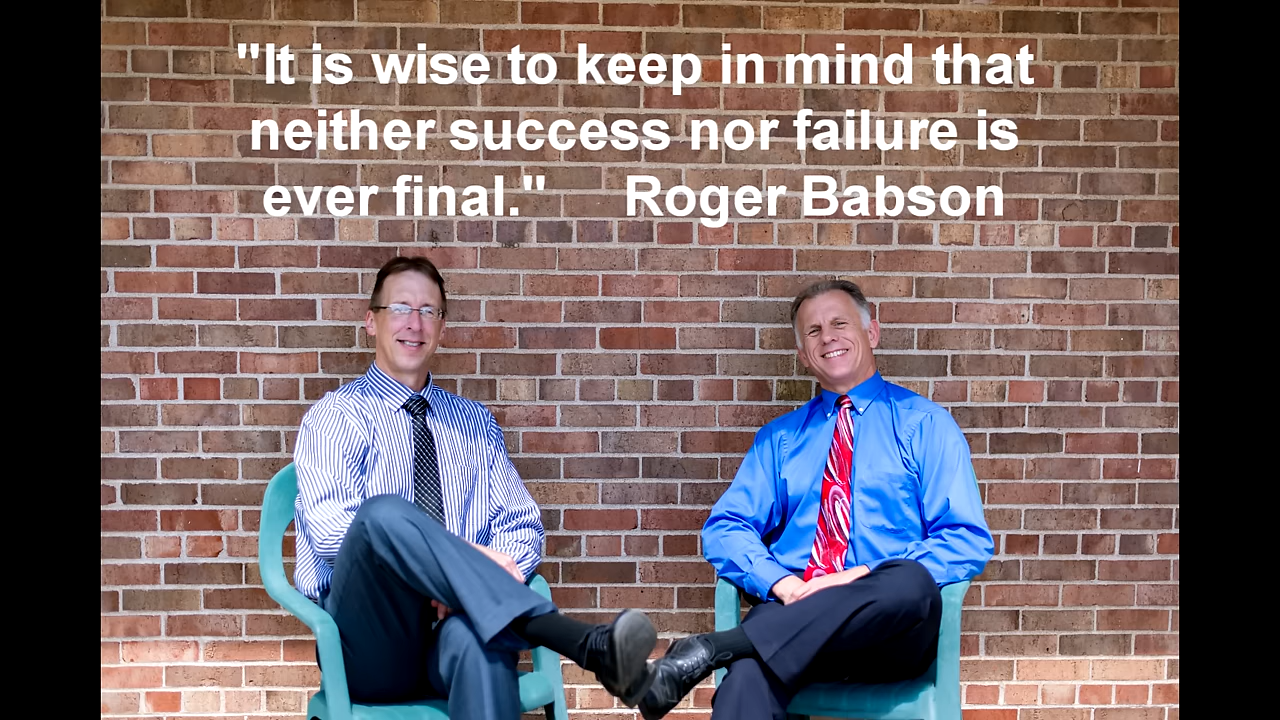 "It is wise to keep in mind that
neither success nor failure is
ever final."    Roger Babson